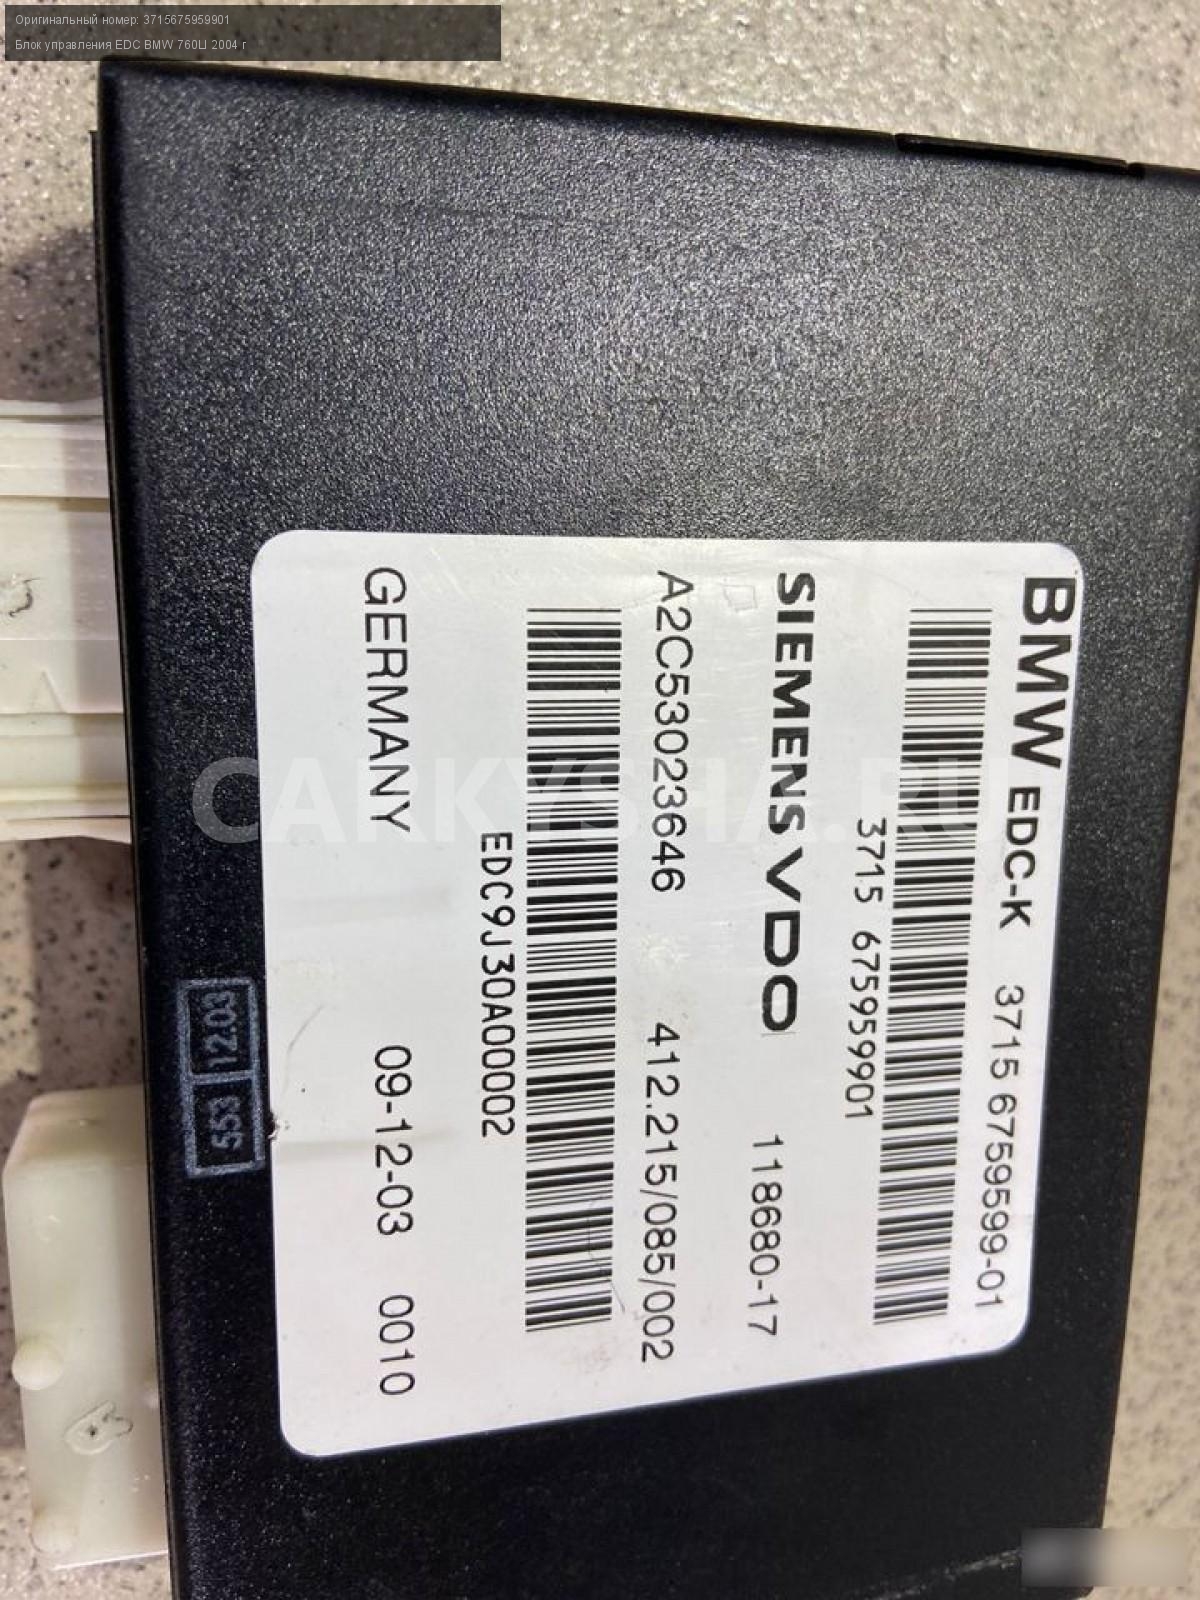 Оригинальный номер: 3715675959901
Блок управления EDC BMW 760LI 2004 г
BMW EDC-K 3715 6759599-01
3715 675959901
SIEMENS VDO 118680-17
A2C53023646 412.215/085/002
EDC9J30A00002
GERMANY 09-12-03 0010
553 12.03
CARKYSHA.RU